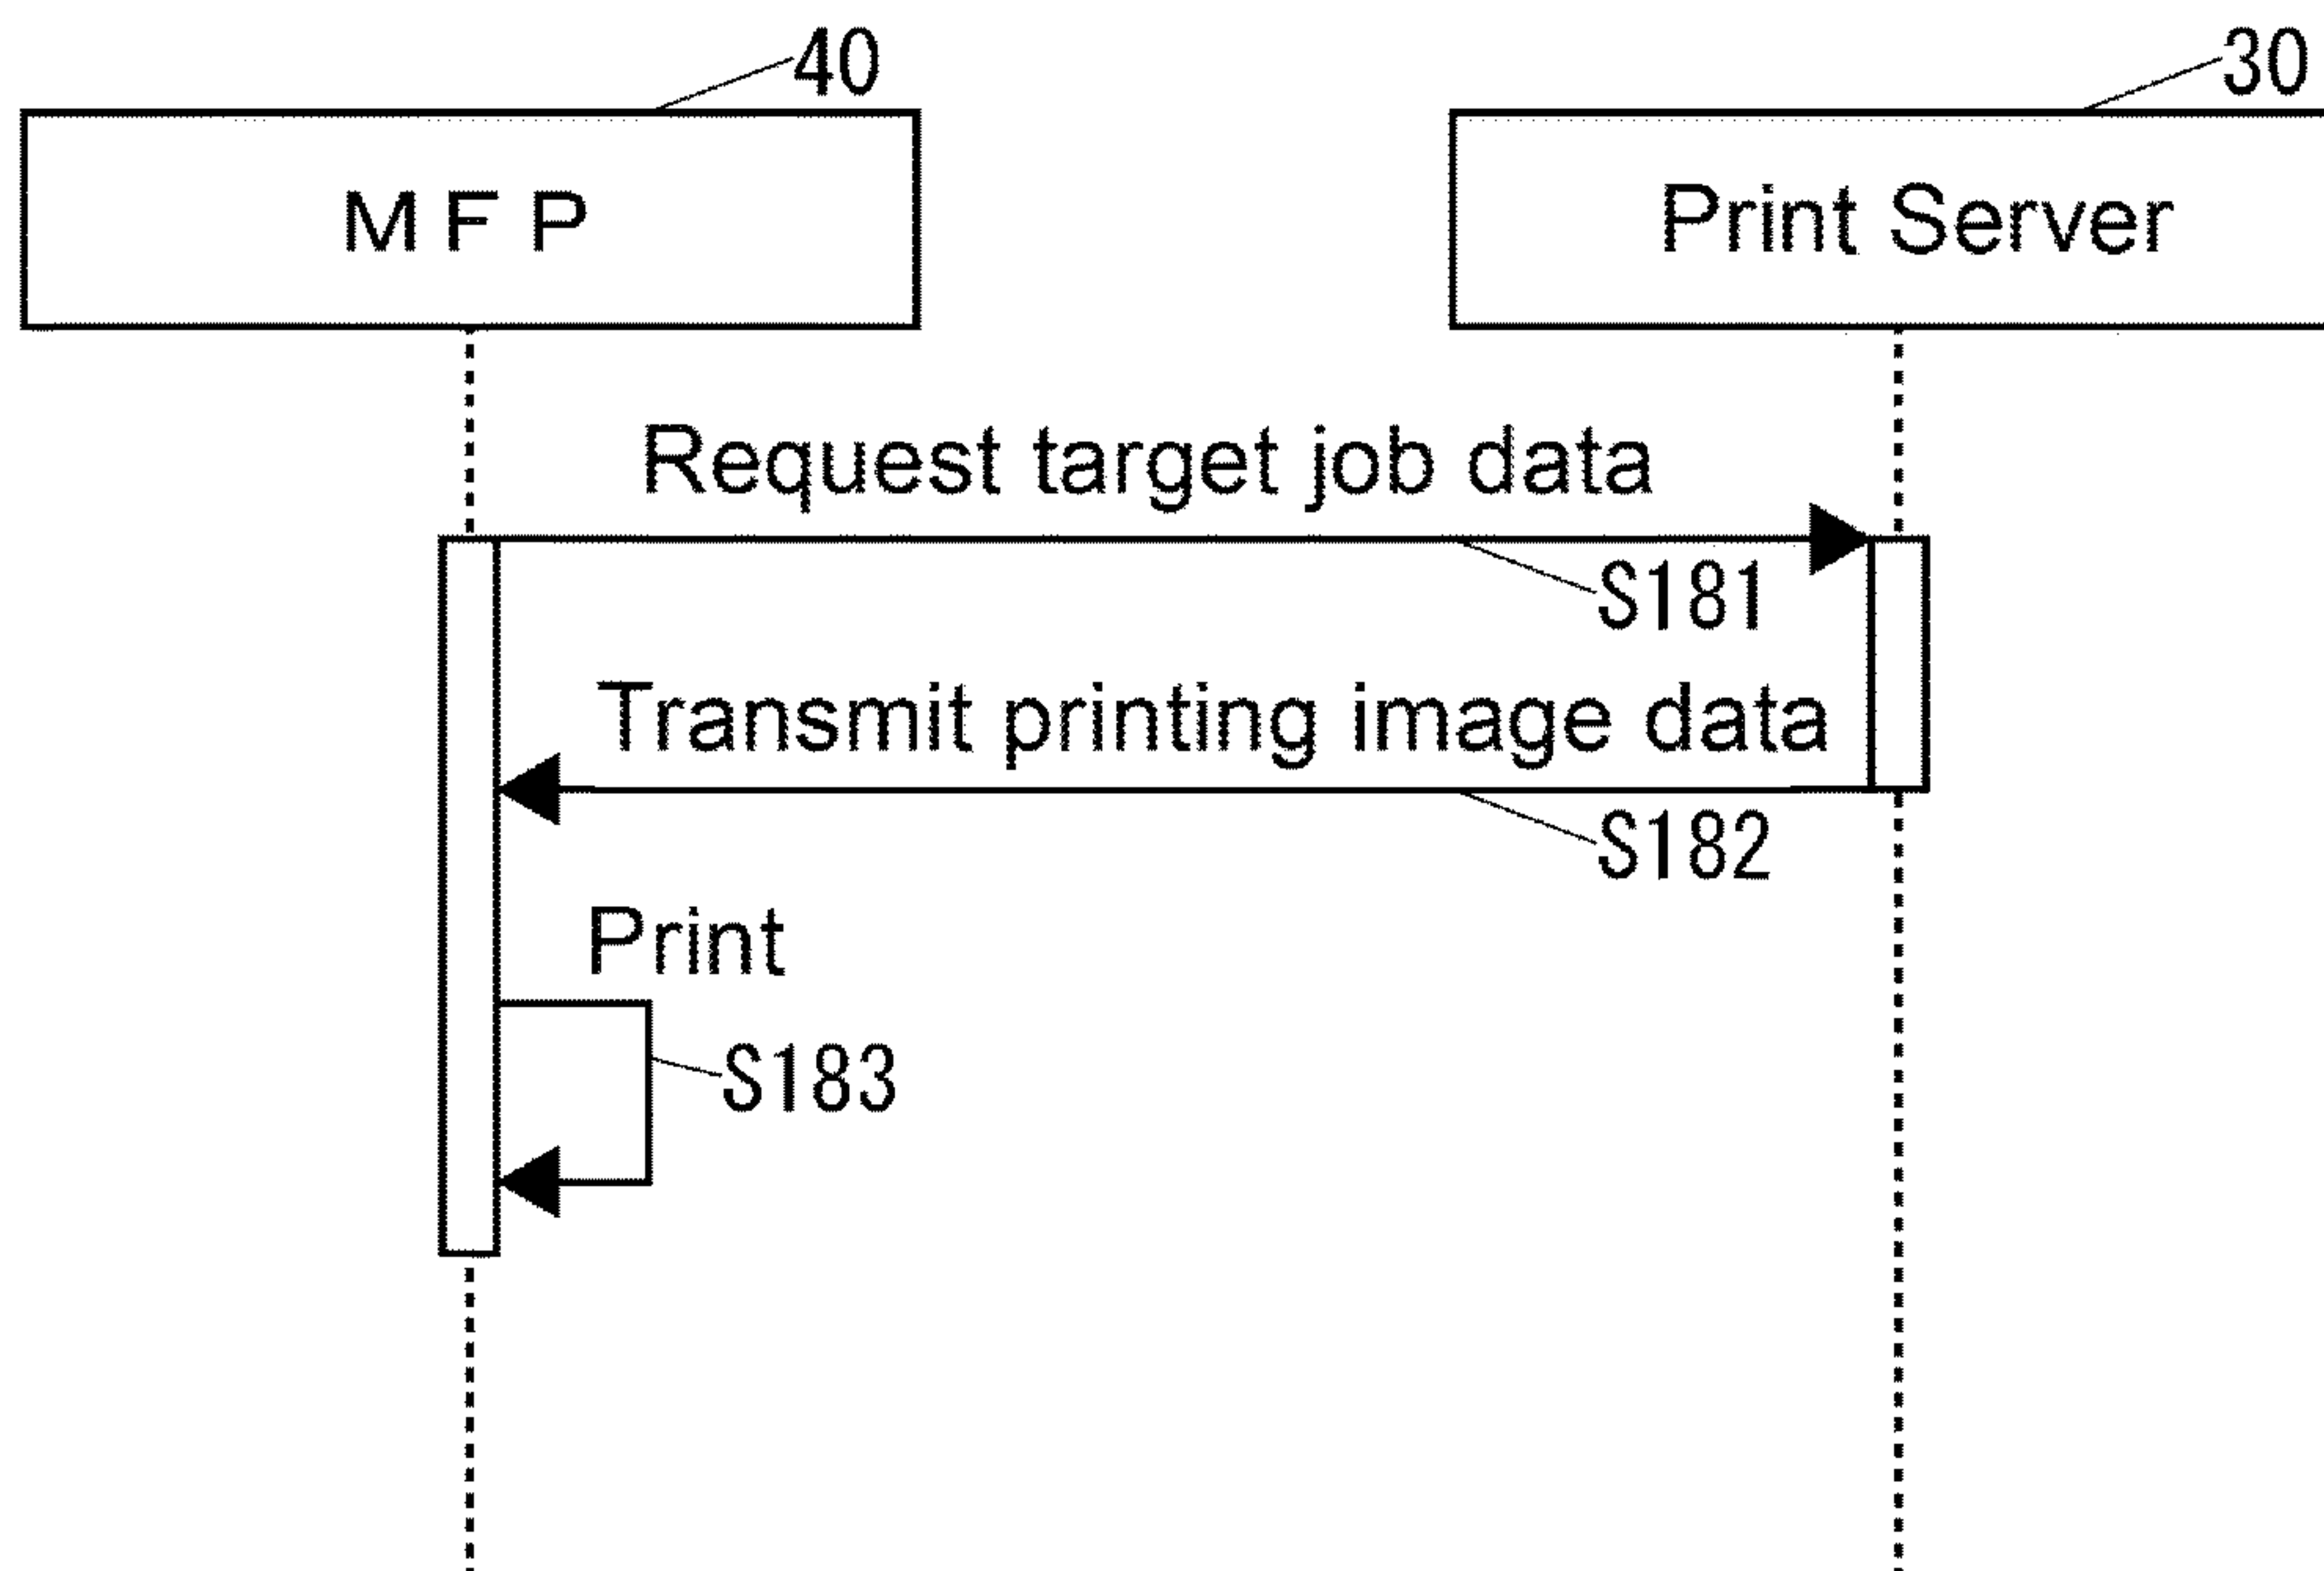 40
30
M F P
Print Server
Request target job data
S181
Transmit printing image data
S182
Print
S183